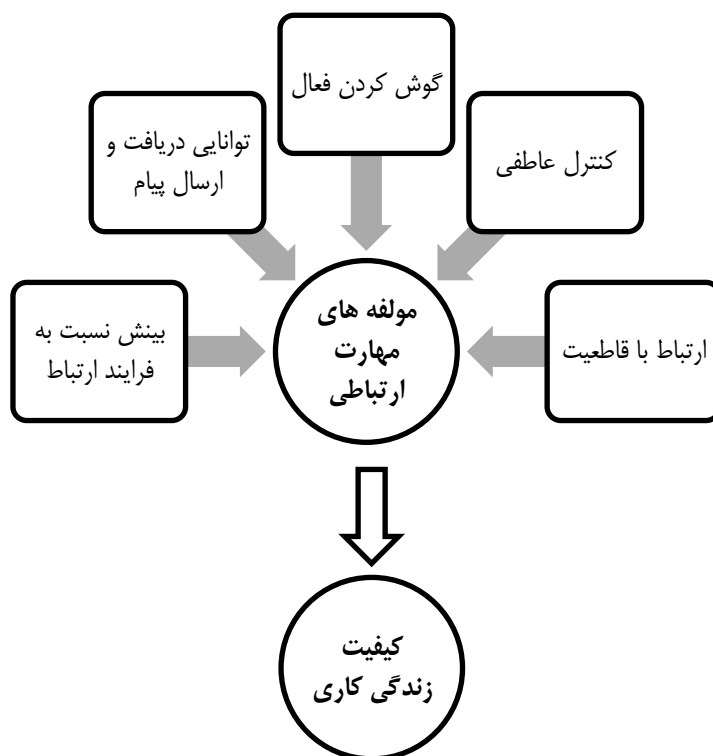 گوش کردن فعال
توانایی دریافت و
ارسال پیام
کنترل عاطفی
بینش نسبت به
فرایند ارتباط
مولفه های
مهارت
ارتباطی
ارتباط با قاطعیت
کیفیت
زندگی کاری